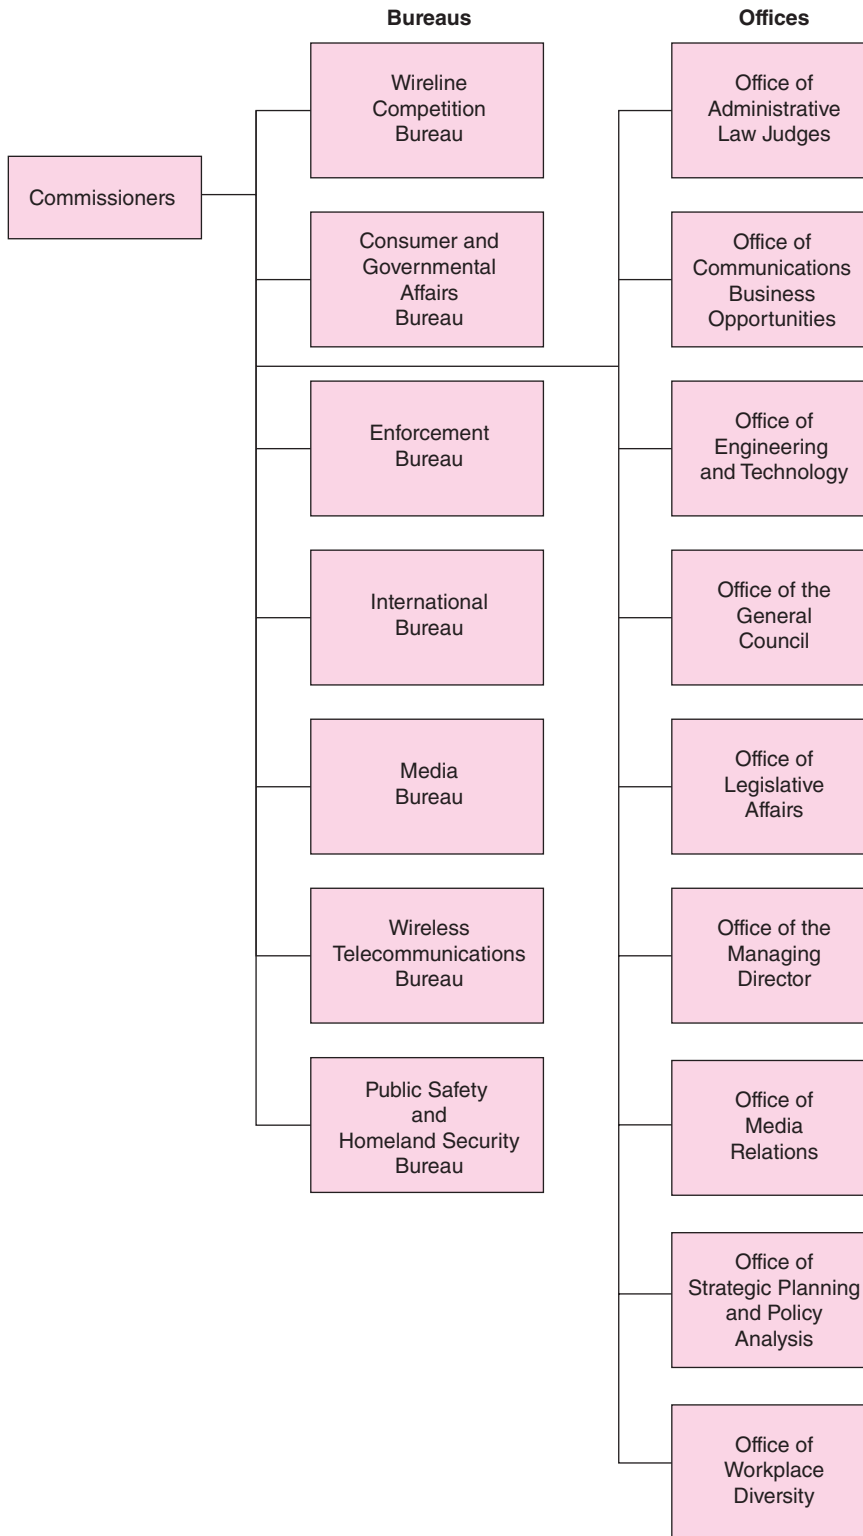 Bureaus
Offices
Commissioners
Wireline
Competition
Bureau
Consumer and
Governmental
Affairs
Bureau
Enforcement
Bureau
International
Bureau
Media
Bureau
Wireless
Telecommunications
Bureau
Public Safety
and
Homeland Security
Bureau
Office of
Administrative
Law Judges
Office of
Communications
Business
Opportunities
Office of
Engineering
and Technology
Office of the
General
Council
Office of
Legislative
Affairs
Office of the
Managing
Director
Office of
Media
Relations
Office of
Strategic Planning
and Policy
Analysis
Office of
Workplace
Diversity